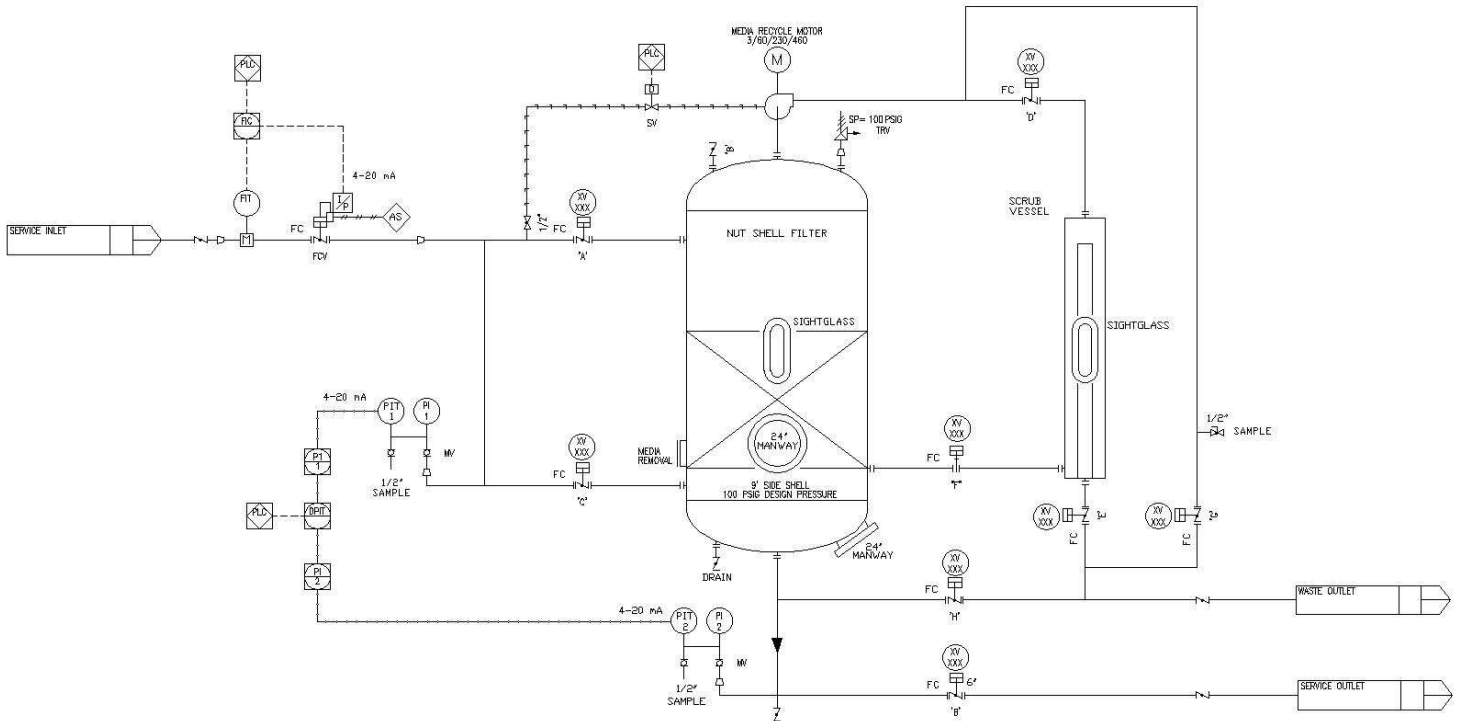 MEDIA RECYCLE MOTOR
3/60/230/460
M
PLC
PLC
XV
XXX
FC
'D'
D
SV
SP= 100 PSIG
TRV
FIC
4-20 mA
FIT
I/P
AS
XV
XXX
1/2"
SCRUB
VESSEL
SERVICE INLET
M
FC
FCV
FC
'A'
NUT SHELL FILTER
SIGHTGLASS
SIGHTGLASS
4-20 mA
PIT
1
PI
1
XV
XXX
XV
XXX
1/2"
SAMPLE
24"
MANWAY
MV
MEDIA
REMOVAL
PI
1
FC
FC
1/2"
SAMPLE
'C'
"F"
9' SIDE SHELL
100 PSIG DESIGN PRESSURE
PLC
DPIT
XV
XXX
XV
XXX
FC
FC
24"
MANWAY
XV
XXX
DRAIN
PI
2
FC
WASTE OUTLET
4-20 mA
PIT
2
PI
2
"H"
XV
XXX
MV
1/2"
SAMPLE
FC
6"
SERVICE OUTLET
'B'